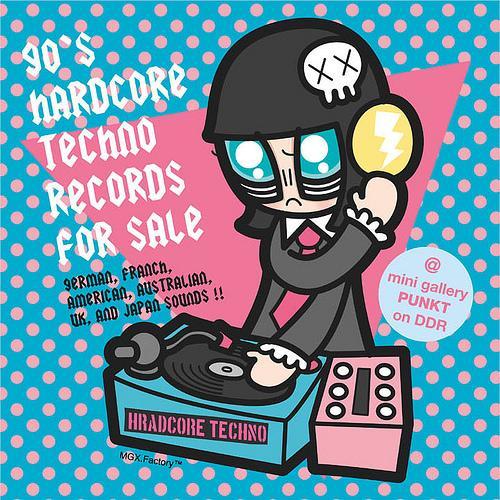 90's
HARDCORE
TECHNO
RECORDS
FOR SALE
GERMAN, FRANCH,
AMERICAN, AUSTRALIAN,
UK, AND JAPAN SOUNDS !!
@
mini gallery
PUNKT
on DDR
HRADCORE TECHNO
MGX.Factory™